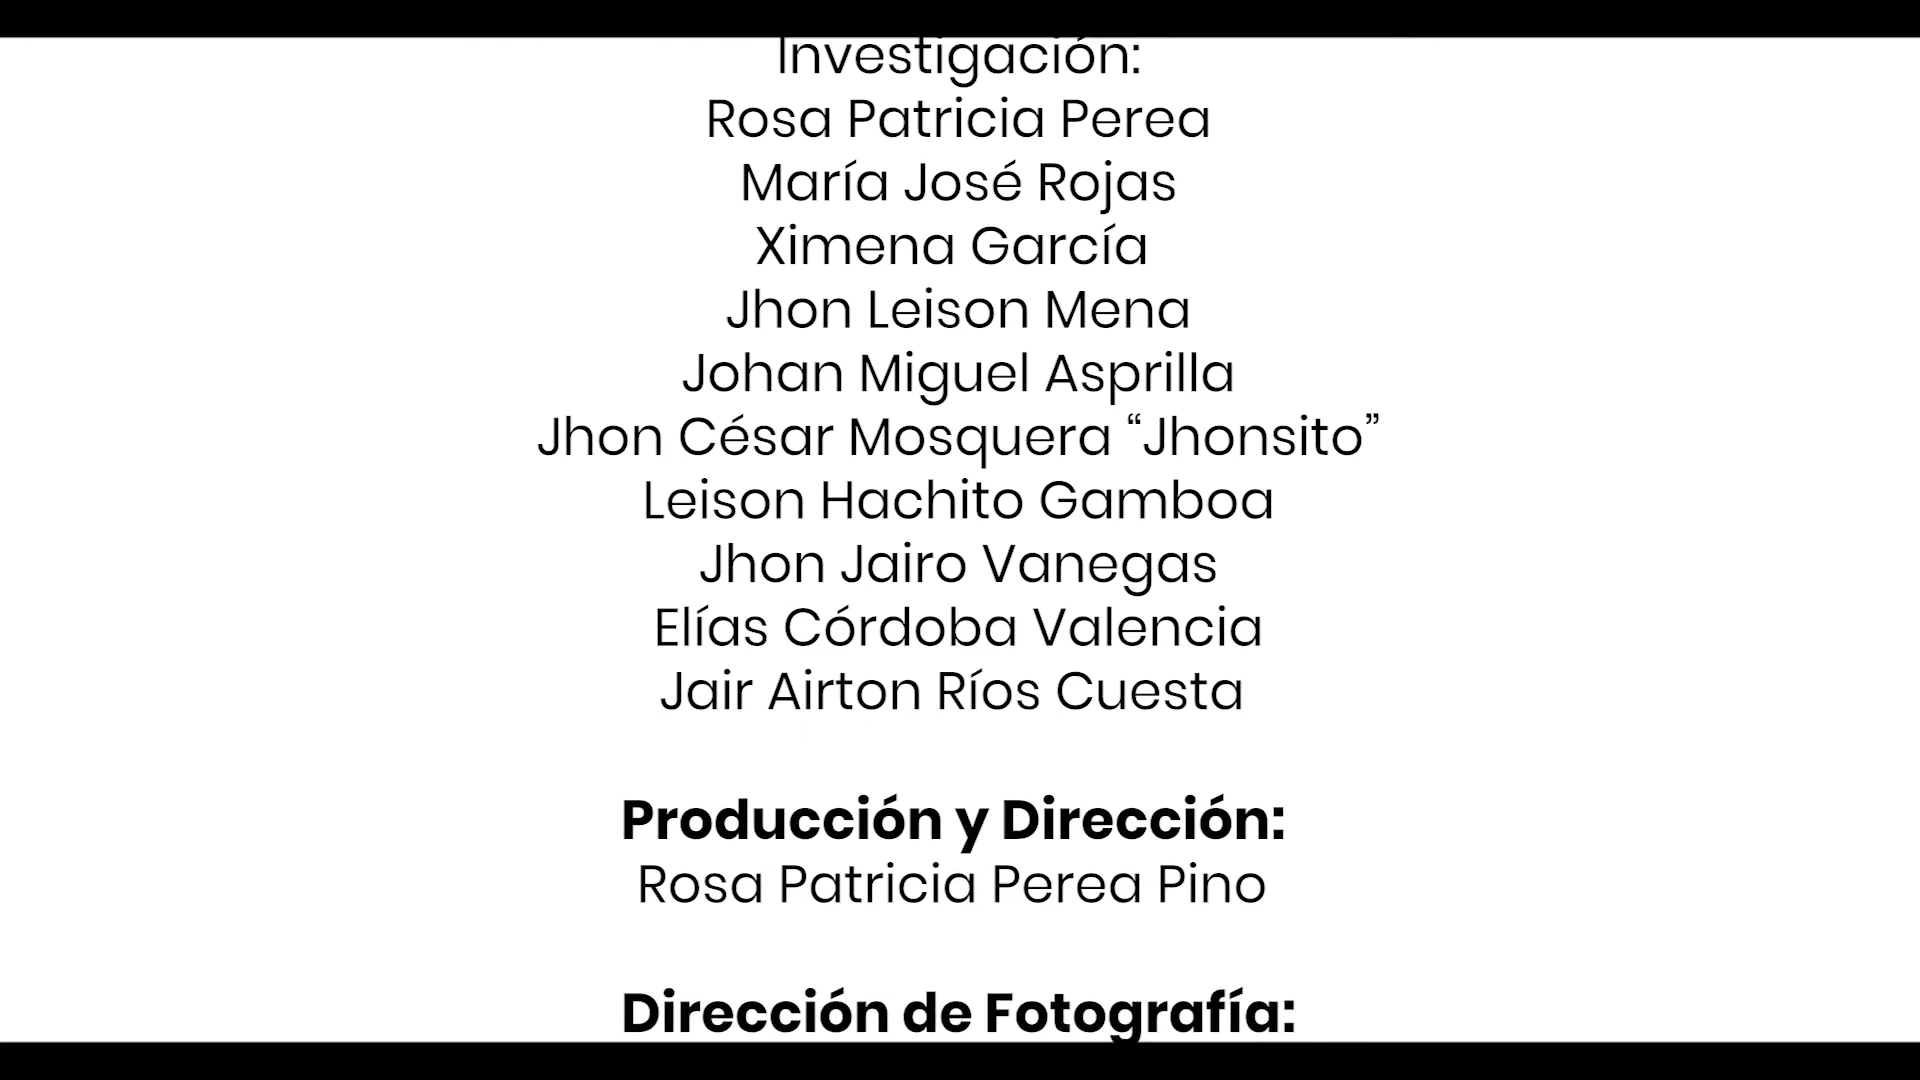 Investigación:
Rosa Patricia Perea
María José Rojas
Ximena García
Jhon Leison Mena
Johan Miguel Asprilla
Jhon César Mosquera “Jhonsito”
Leison Hachito Gamboa
Jhon Jairo Vanegas
Elías Córdoba Valencia
Jair Airton Ríos Cuesta
Producción y Dirección:
Rosa Patricia Perea Pino
Dirección de Fotografía: